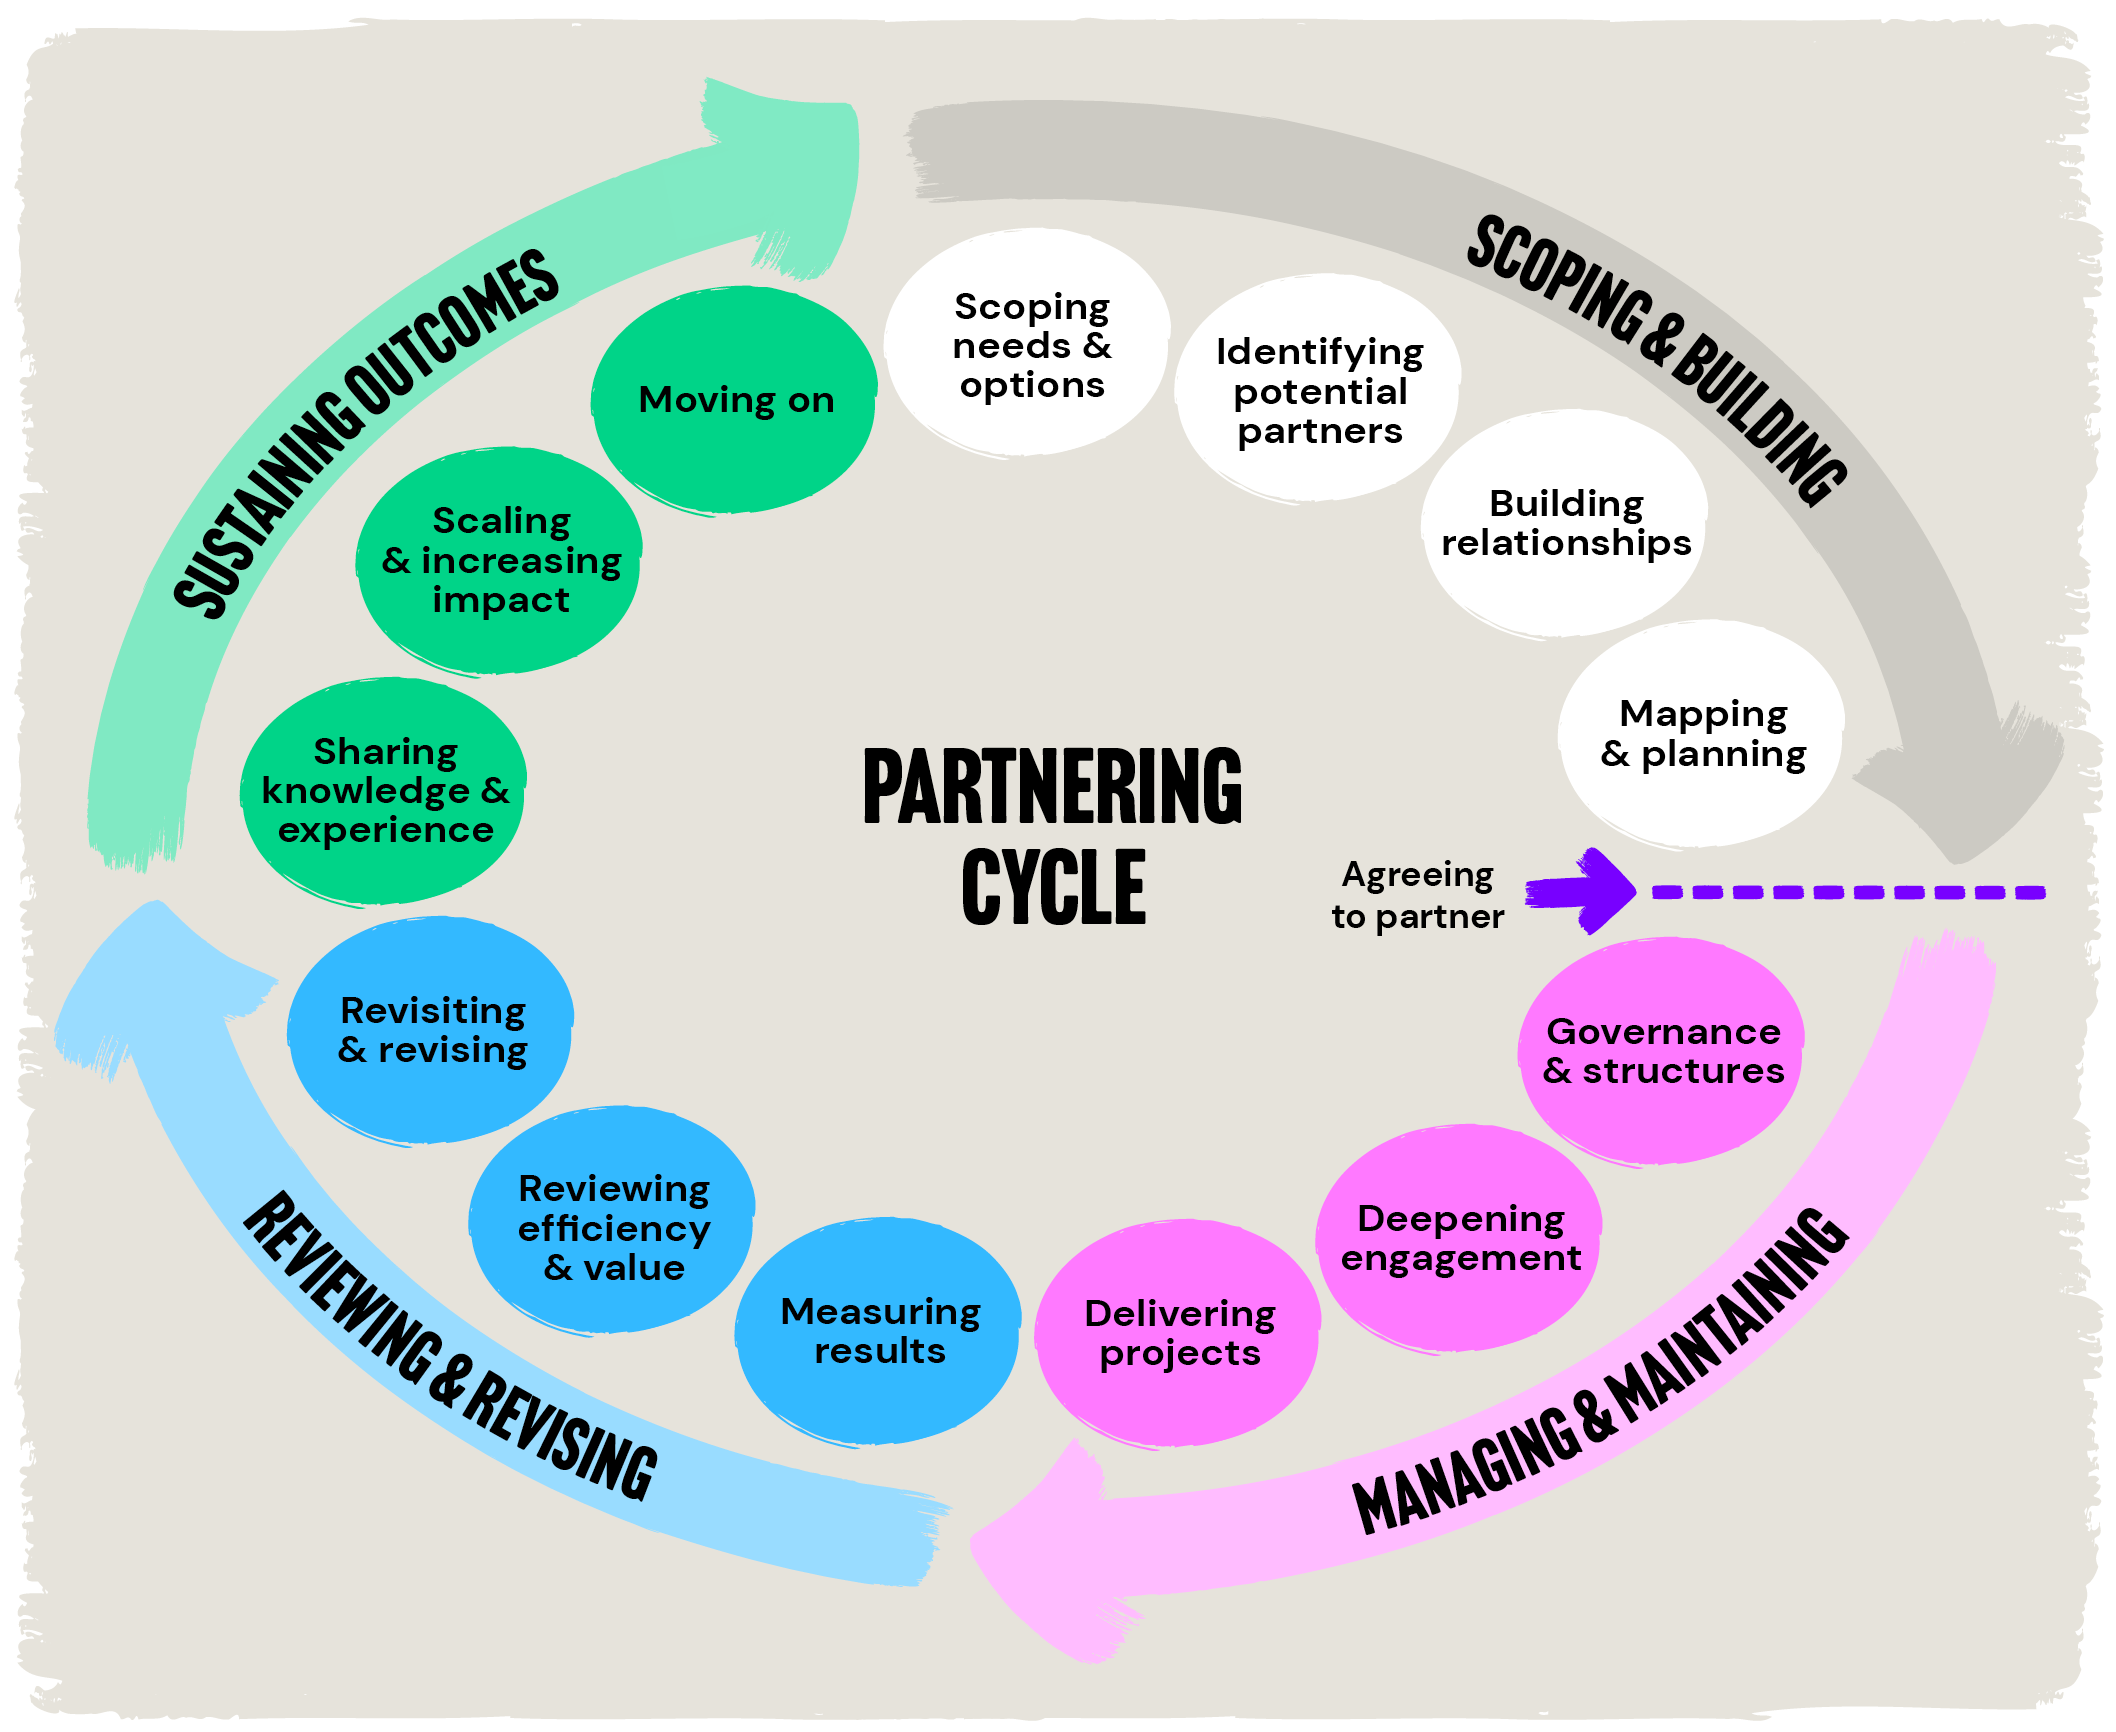 PARTNERING
CYCLE
SCOPING & BUILDING
Scoping
needs &
options
Identifying
potential
partners
Building
relationships
Mapping
& planning
Agreeing
to partner
MANAGING & MAINTAINING
Governance
& structures
Deepening
engagement
Delivering
projects
REVIEWING & REVISING
Measuring
results
Reviewing
efficiency
& value
Revisiting
& revising
SUSTAINING OUTCOMES
Sharing
knowledge &
experience
Scaling
& increasing
impact
Moving on